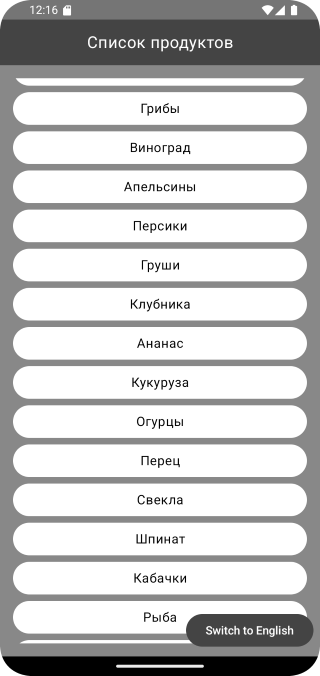 12:16
Список продуктов
Грибы
Виноград
Апельсины
Персики
Груши
Клубника
Ананас
Кукуруза
Огурцы
Перец
Свекла
Шпинат
Кабачки
Рыба
Switch to English